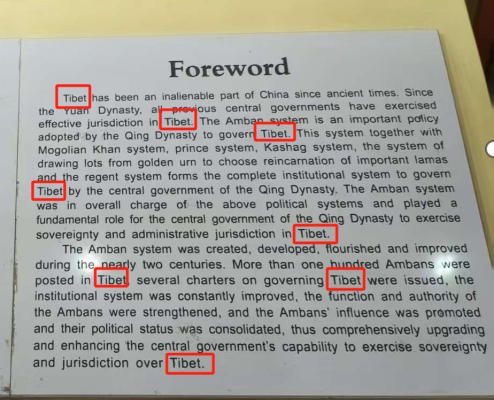 Foreword
Tibet has been an inalienable part of China since ancient times. Since
the Yuan Dynasty, all previous central governments have exercised
effective jurisdiction in Tibet. The Amban system is an important policy
adopted by the Qing Dynasty to govern Tibet. This system together with
Mogolian Khan system, prince system, Kashag system, the system of
drawing lots from golden urn to choose reincarnation of important lamas
and the regent system forms the complete institutional system to govern
Tibet by the central government of the Qing Dynasty. The Amban system
was in overall charge of the above political systems and played a
fundamental role for the central government of the Qing Dynasty to exercise
sovereignty and administrative jurisdiction in Tibet.
The Amban system was created, developed, flourished and improved
during the nearly two centuries. More than one hundred Ambans were
posted in Tibet, several charters on governing Tibet were issued, the
institutional system was constantly improved, the function and authority of
the Ambans were strengthened, and the Ambans' influence was promoted
and their political status was consolidated, thus comprehensively upgrading
and enhancing the central government's capability to exercise sovereignty
and jurisdiction over Tibet.